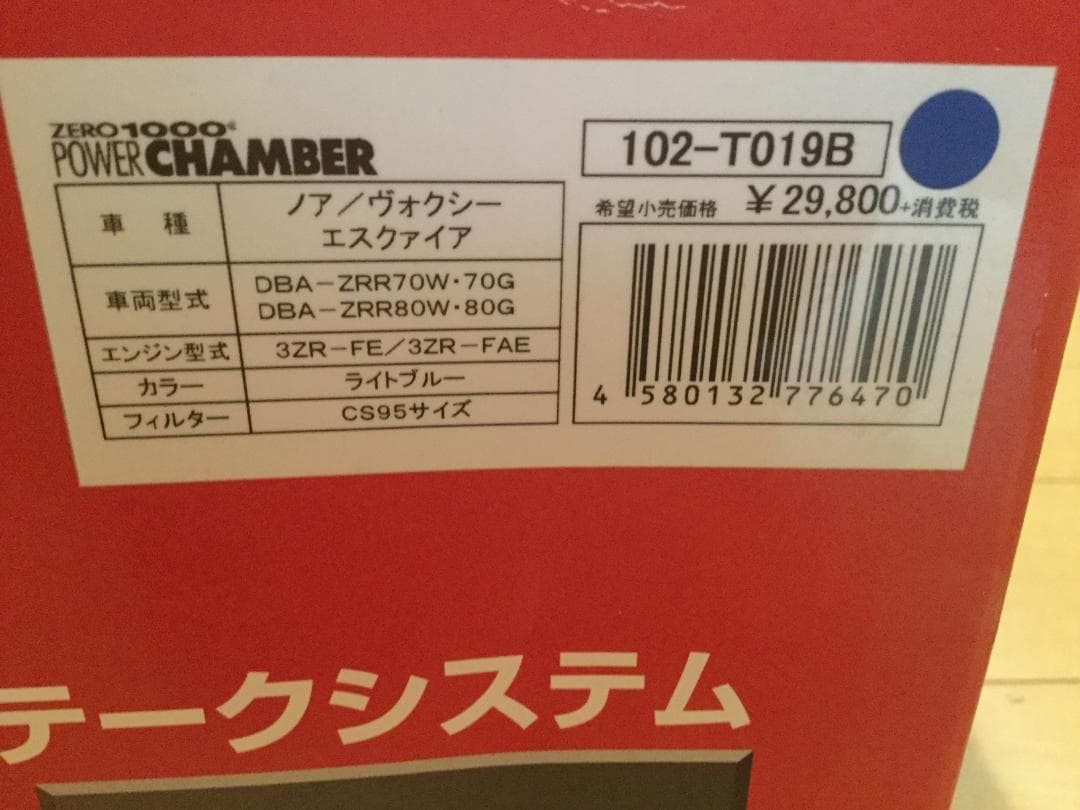 ZERO1000®
POWER CHAMBER
102-T019B
希望小売価格 ¥29,800+消費税
車種 ノア/ヴォクシー
エスクァイア
車両型式 DBA-ZRR70W・70G
DBA-ZRR80W・80G
エンジン型式 3ZR-FE/3ZR-FAE
カラー ライトブルー
フィルター CS95サイズ
4 580132 776470
テークシステム